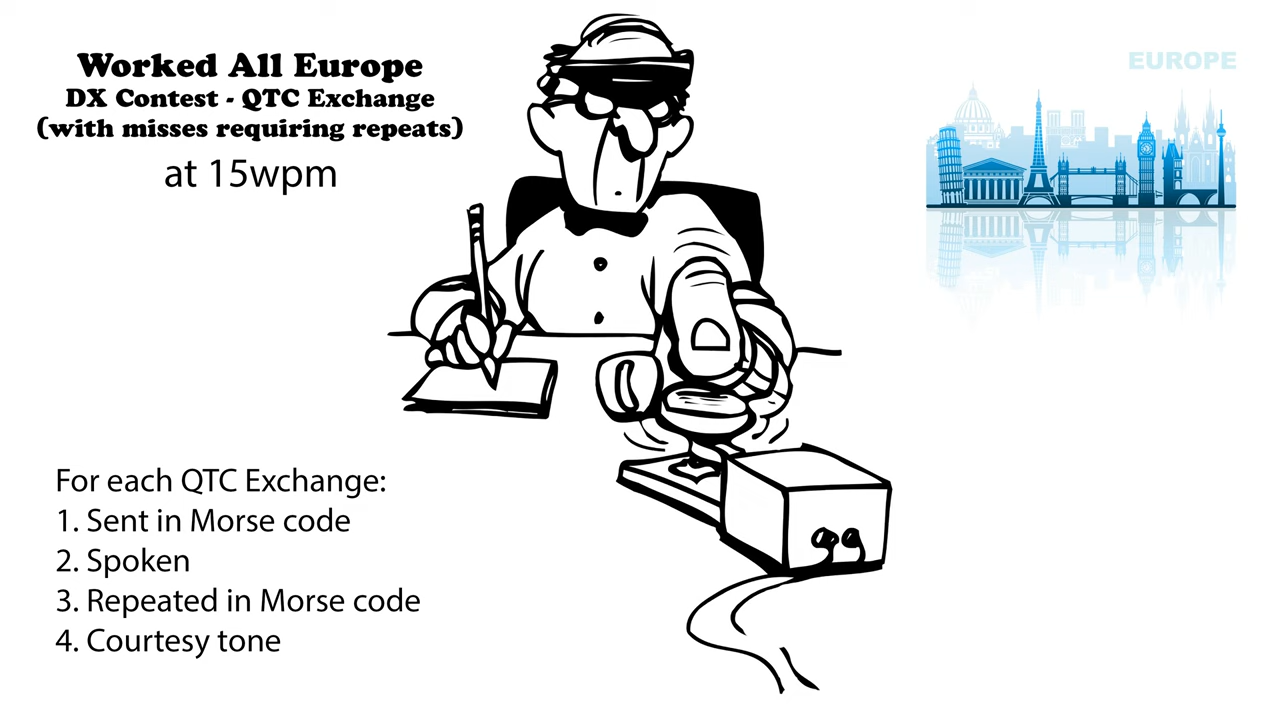 Worked All Europe
DX Contest - QTC Exchange
(with misses requiring repeats)
at 15wpm
EUROPE
For each QTC Exchange:
1. Sent in Morse code
2. Spoken
3. Repeated in Morse code
4. Courtesy tone